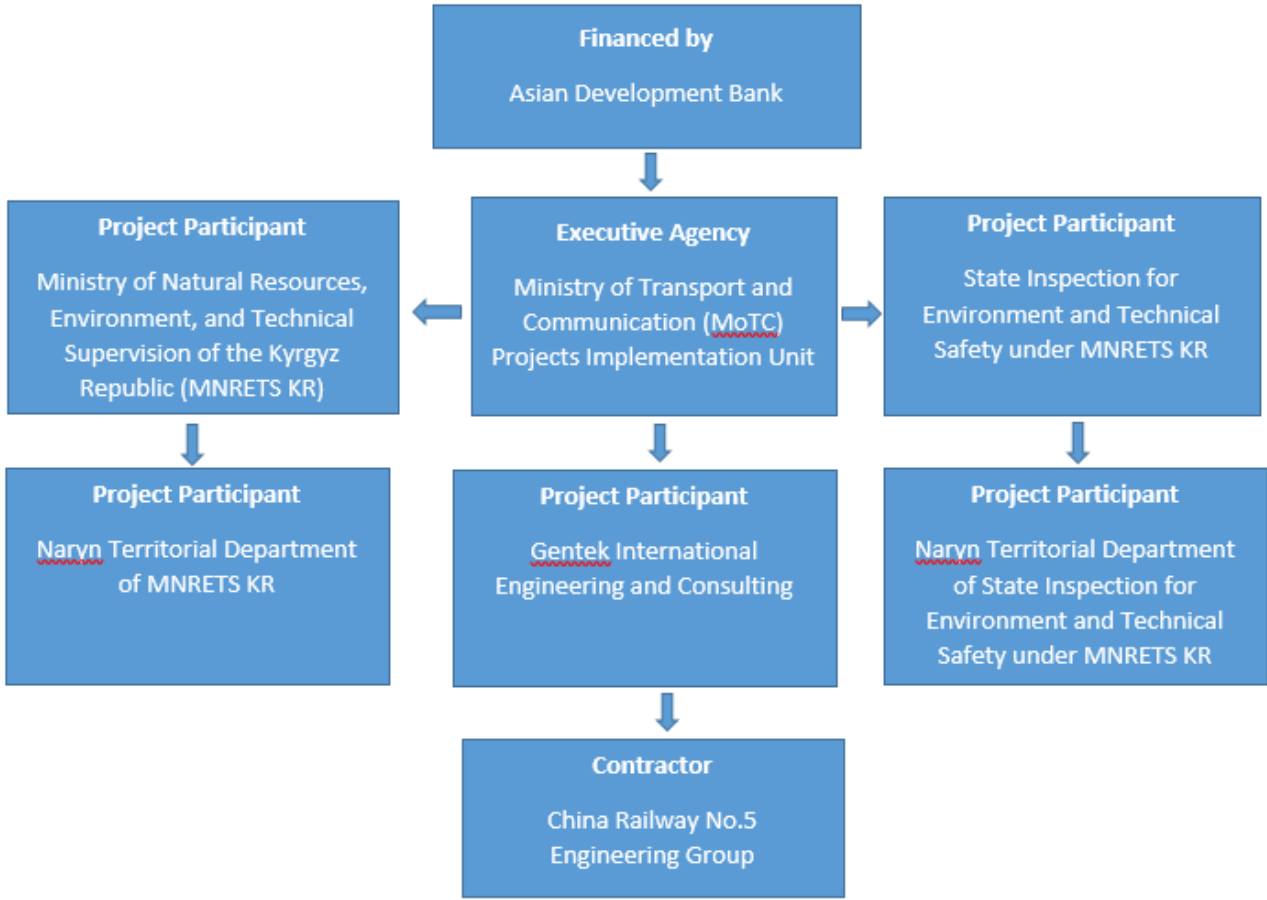 Financed by
Asian Development Bank
Project Participant
Ministry of Natural Resources,
Environment, and Technical
Supervision of the Kyrgyz
Republic (MNRETS KR)
Executive Agency
Ministry of Transport and
Communication (MoTC)
Projects Implementation Unit
Project Participant
State Inspection for
Environment and Technical
Safety under MNRETS KR
Project Participant
Naryn Territorial Department
of MNRETS KR
Project Participant
Gentek International
Engineering and Consulting
Project Participant
Naryn Territorial Department
of State Inspection for
Environment and Technical
Safety under MNRETS KR
Contractor
China Railway No.5
Engineering Group